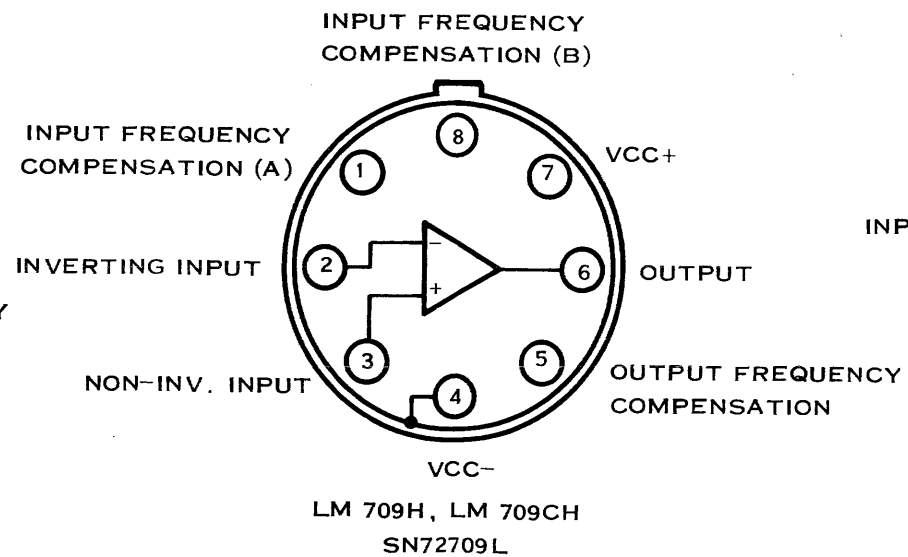 INPUT FREQUENCY
COMPENSATION (B)
INPUT FREQUENCY
COMPENSATION (A)
8
1
7
VCC+
INVERTING INPUT
2
−
+
6
OUTPUT
INP
Y
NON-INV. INPUT
3
4
5
OUTPUT FREQUENCY
COMPENSATION
VCC-
LM 709H, LM 709CH
SN72709L